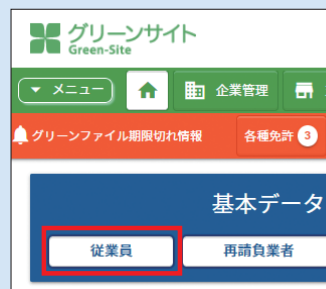 グリーンサイト
Green-Site
メニュー
企業管理
グリーンファイル期限切れ情報
各種免許 3
基本データ
従業員
再請負業者